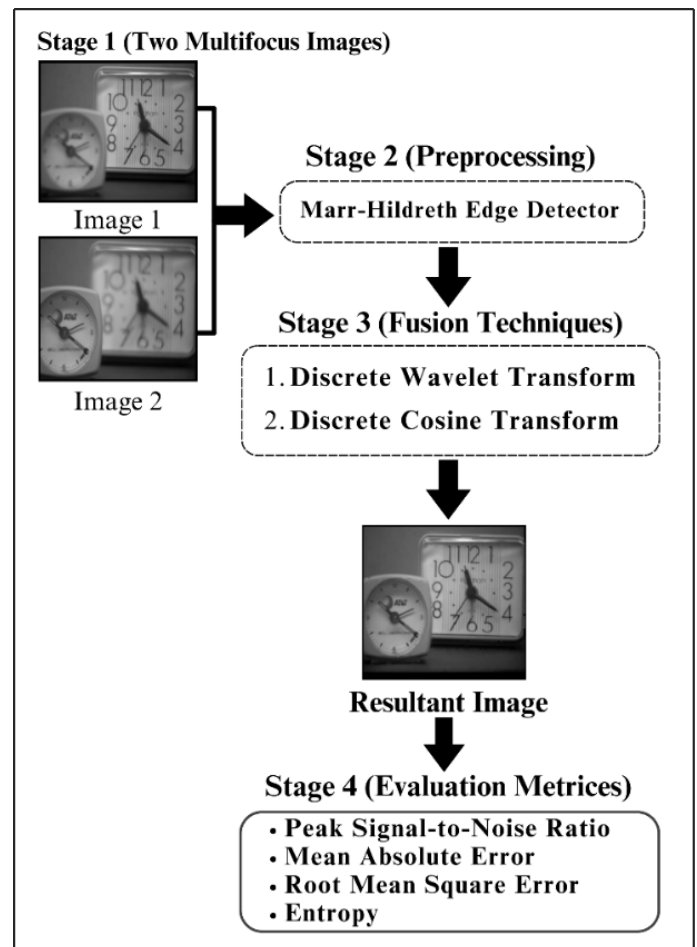 Stage 1 (Two Multifocus Images)
Image 1
Image 2
Stage 2 (Preprocessing)
Marr-Hildreth Edge Detector
Stage 3 (Fusion Techniques)
1. Discrete Wavelet Transform
2. Discrete Cosine Transform
Resultant Image
Stage 4 (Evaluation Metrices)
• Peak Signal-to-Noise Ratio
• Mean Absolute Error
• Root Mean Square Error
• Entropy